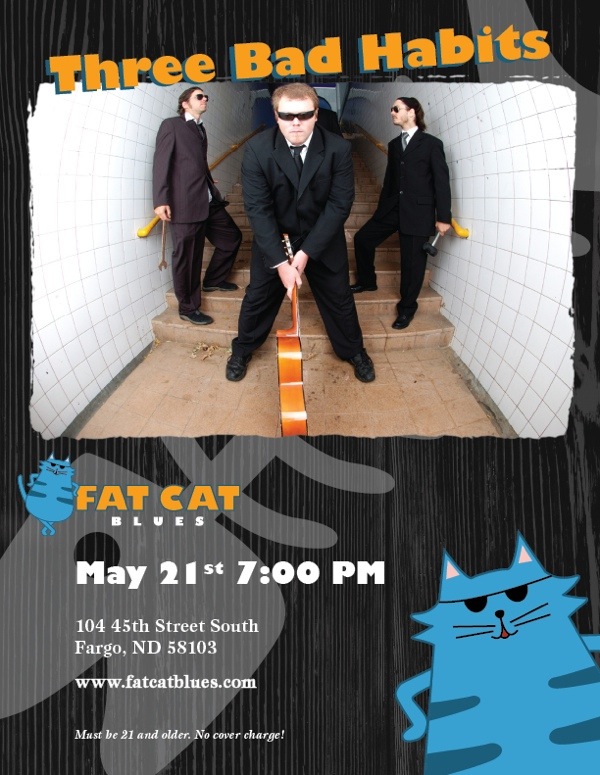 Three Bad Habits
FAT CAT
BLUES
May 21st 7:00 PM
104 45th Street South
Fargo, ND 58103
www.fatcatblues.com
Must be 21 and older. No cover charge!